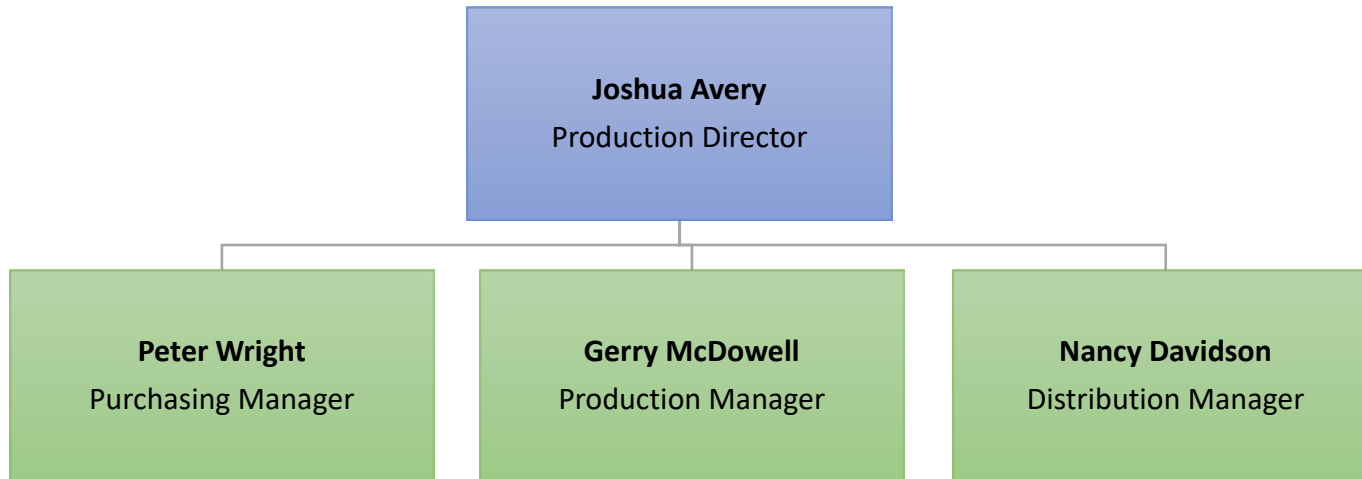 Joshua Avery
Production Director
Peter Wright
Purchasing Manager
Gerry McDowell
Production Manager
Nancy Davidson
Distribution Manager